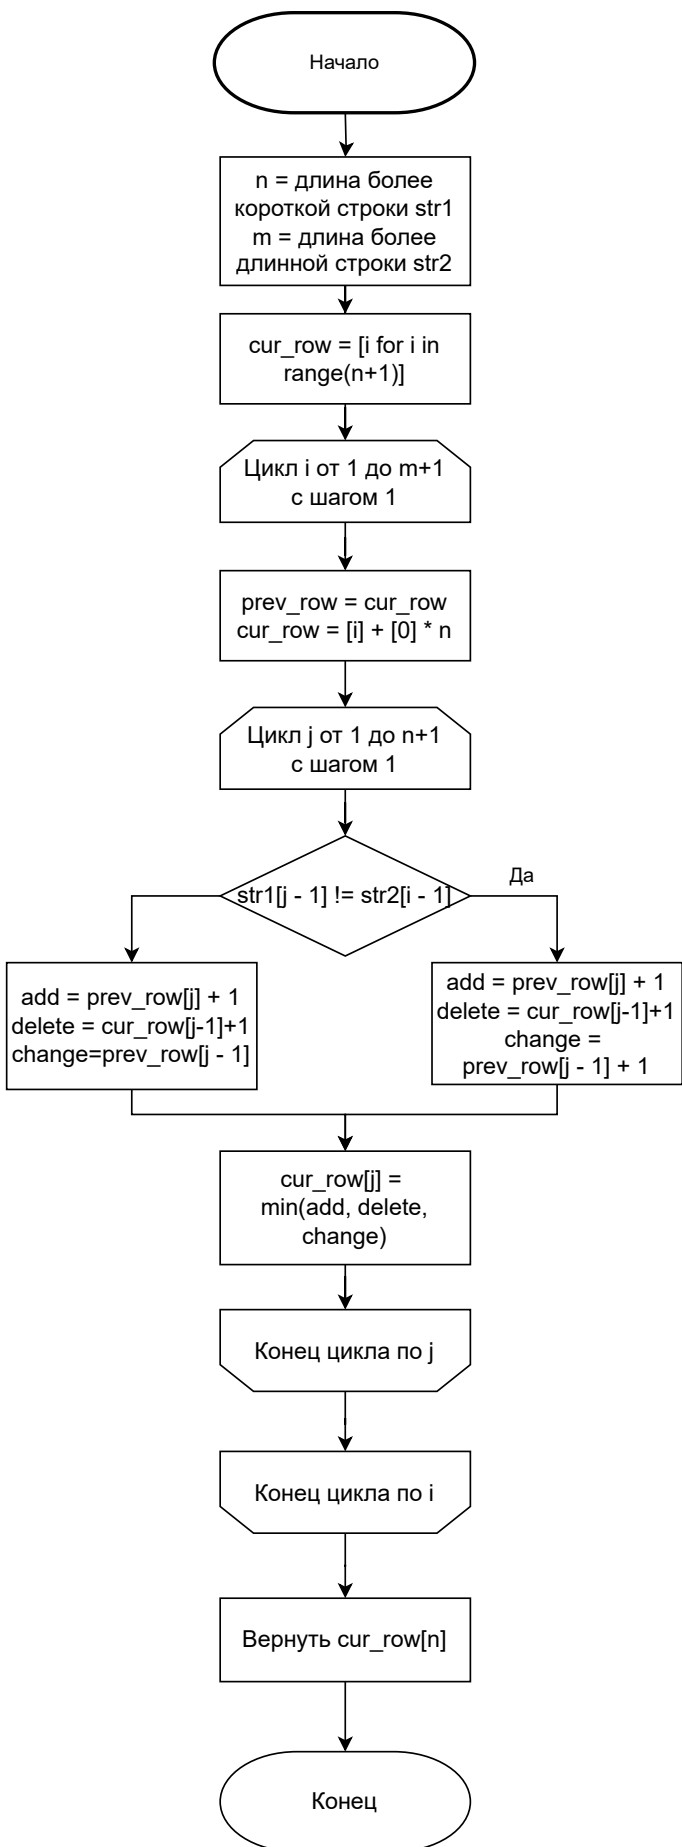 Начало
n = длина более
короткой строки str1
m = длина более
длинной строки str2
cur_row = [i for i in
range(n+1)]
Цикл i от 1 до m+1
с шагом 1
prev_row = cur_row
cur_row = [i] + [0] * n
Цикл j от 1 до n+1
с шагом 1
str1[j - 1] != str2[i - 1]
Да
add = prev_row[j] + 1
delete = cur_row[j-1]+1
change=prev_row[j - 1]
add = prev_row[j] + 1
delete = cur_row[j-1]+1
change =
prev_row[j - 1] + 1
cur_row[j] =
min(add, delete,
change)
Конец цикла по j
Конец цикла по i
Вернуть cur_row[n]
Конец